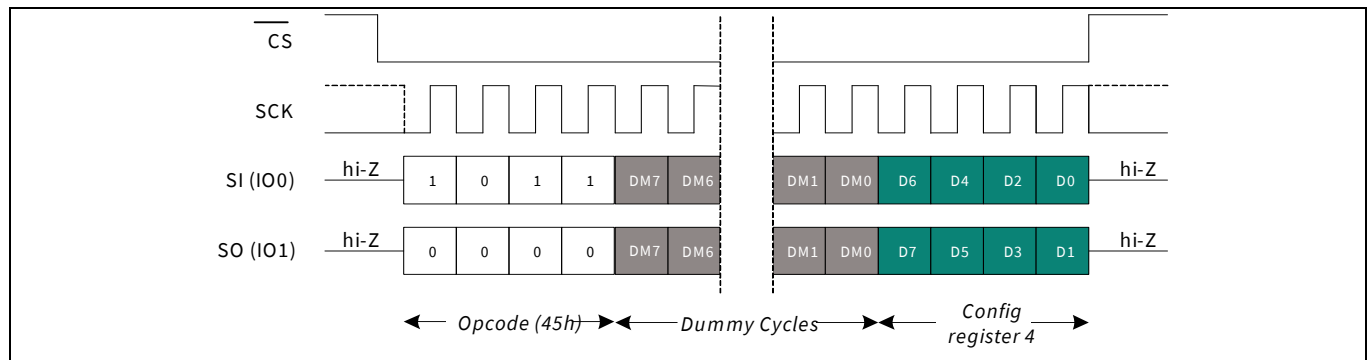 CS
SCK
SI (IO0) hi-Z 1 0 1 1 DM7 DM6 DM1 DM0 D6 D4 D2 D0 hi-Z
SO (IO1) hi-Z 0 0 0 0 DM7 DM6 DM1 DM0 D7 D5 D3 D1 hi-Z
Opcode (45h) Dummy Cycles Config
register 4